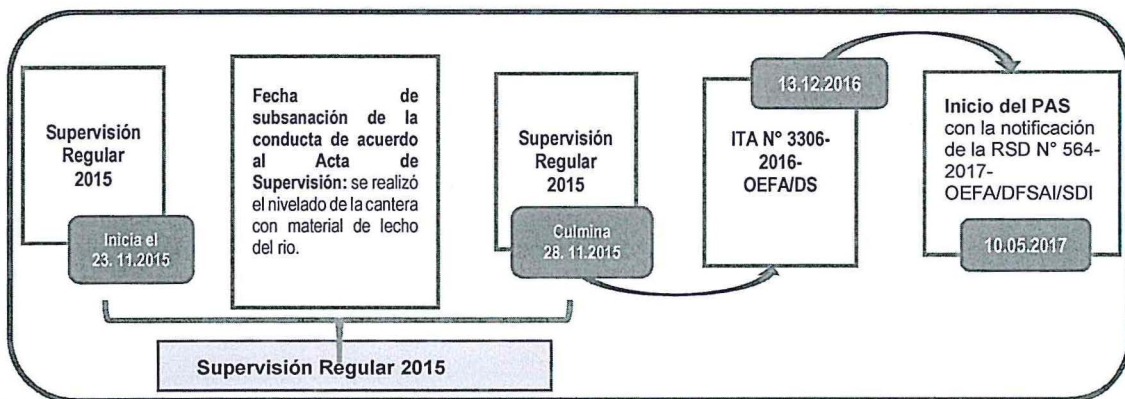 Supervisión
Regular
2015
Inicia el
23. 11.2015
Fecha de
subsanación de la
conducta de acuerdo
al Acta de
Supervisión: se realizó
el nivelado de la cantera
con material de lecho
del rio.
Supervisión
Regular
2015
Culmina
28. 11.2015
13.12.2016
ITA N° 3306-
2016-
OEFA/DS
Inicio del PAS
con la notificación
de la RSD N° 564-
2017-
OEFA/DFSAI/SDI
10.05.2017
Supervisión Regular 2015